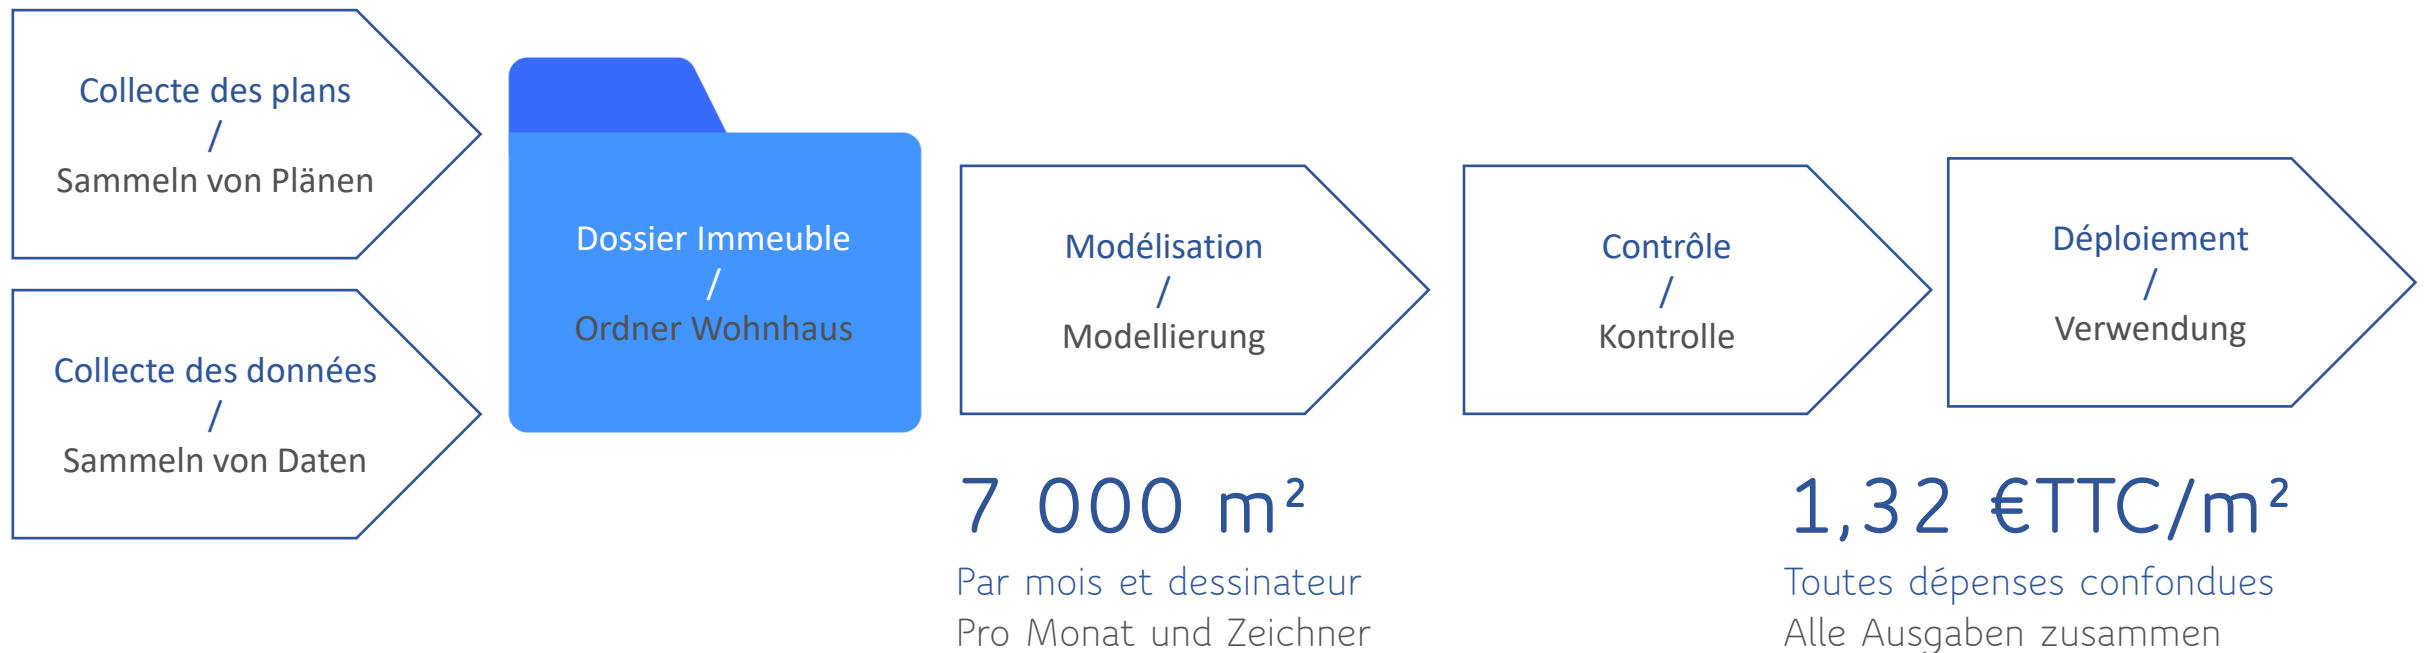 Collecte des plans
/
Sammeln von Plänen
Collecte des données
/
Sammeln von Daten
Dossier Immeuble
/
Ordner Wohnhaus
Modélisation
/
Modellierung
Contrôle
/
Kontrolle
Déploiement
/
Verwendung
7 000 m²
Par mois et dessinateur
Pro Monat und Zeichner
1,32 €TTC/m²
Toutes dépenses confondues
Alle Ausgaben zusammen